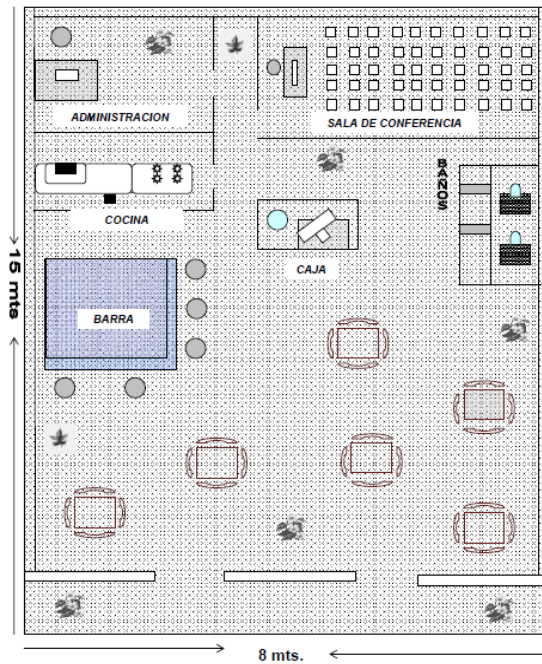 ADMINISTRACION
SALA DE CONFERENCIA
BAÑOS
COCINA
CAJA
15 mts
BARRA
8 mts.